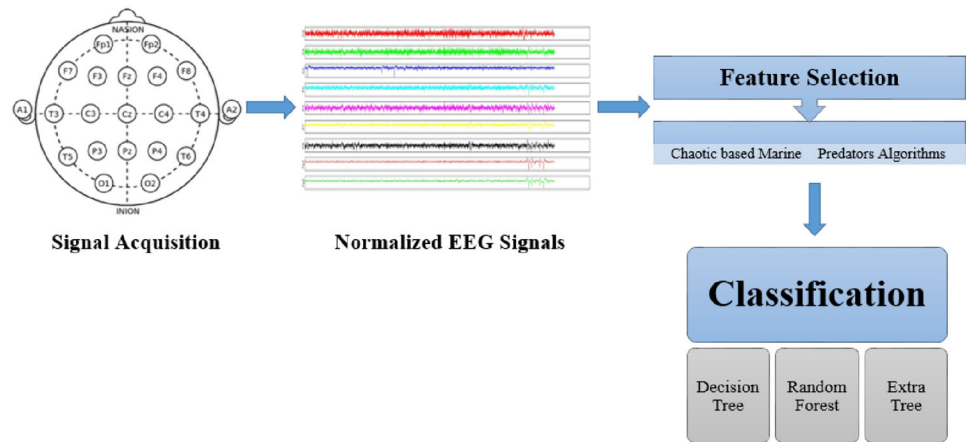 NASION
Fp1 Fp2
F7 F3 Fz F4 F8
A1 T3 C3 Cz C4 T4 A2
T5 P3 Pz P4 T6
O1 O2
INION
Signal Acquisition
Normalized EEG Signals
Feature Selection
Chaotic based Marine Predators Algorithms
Classification
Decision
Tree
Random
Forest
Extra
Tree